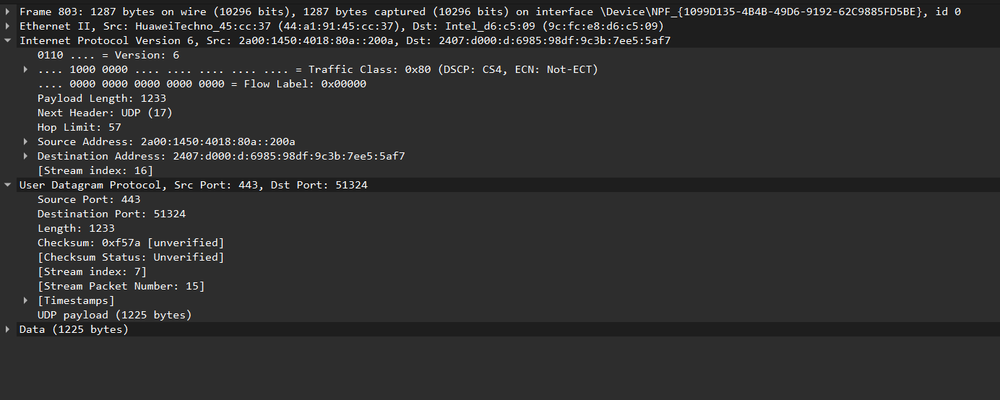 Frame 803: 1287 bytes on wire (10296 bits), 1287 bytes captured (10296 bits) on interface \Device\NPF_{1099D135-4B4B-49D6-9192-62C9885FD5BE}, id 0
Ethernet II, Src: HuaweiTechno_45:cc:37 (44:a1:91:45:cc:37), Dst: Intel_d6:c5:09 (9c:fc:e8:d6:c5:09)
Internet Protocol Version 6, Src: 2a00:1450:4018:80a::200a, Dst: 2407:d000:d:6985:98df:9c3b:7ee5:5af7
0110 .... = Version: 6
.... 1000 0000 .... .... .... .... .... = Traffic Class: 0x80 (DSCP: CS4, ECN: Not-ECT)
.... 0000 0000 0000 0000 0000 = Flow Label: 0x00000
Payload Length: 1233
Next Header: UDP (17)
Hop Limit: 57
Source Address: 2a00:1450:4018:80a::200a
Destination Address: 2407:d000:d:6985:98df:9c3b:7ee5:5af7
[Stream index: 16]
User Datagram Protocol, Src Port: 443, Dst Port: 51324
Source Port: 443
Destination Port: 51324
Length: 1233
Checksum: 0xf57a [unverified]
[Checksum Status: Unverified]
[Stream index: 7]
[Stream Packet Number: 15]
[Timestamps]
UDP payload (1225 bytes)
Data (1225 bytes)